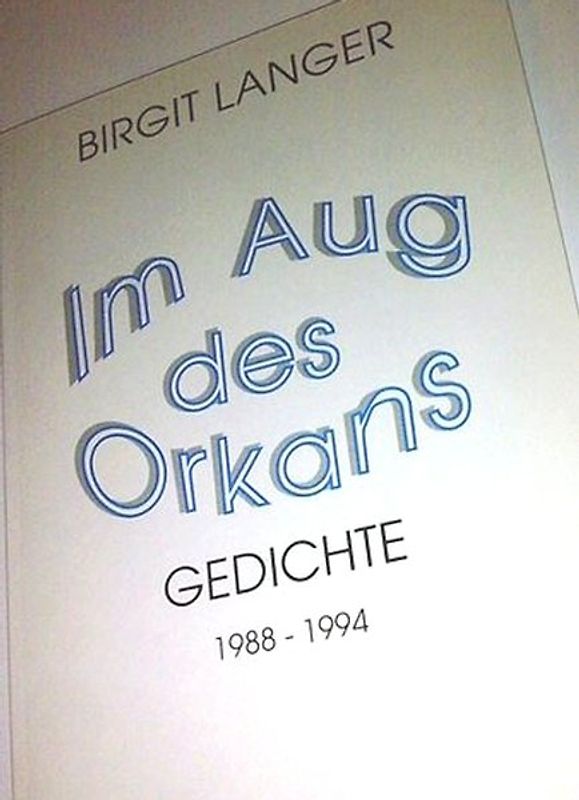 BIRGIT LANGER
Im Aug
des
Orkans
GEDICHTE
1988 - 1994